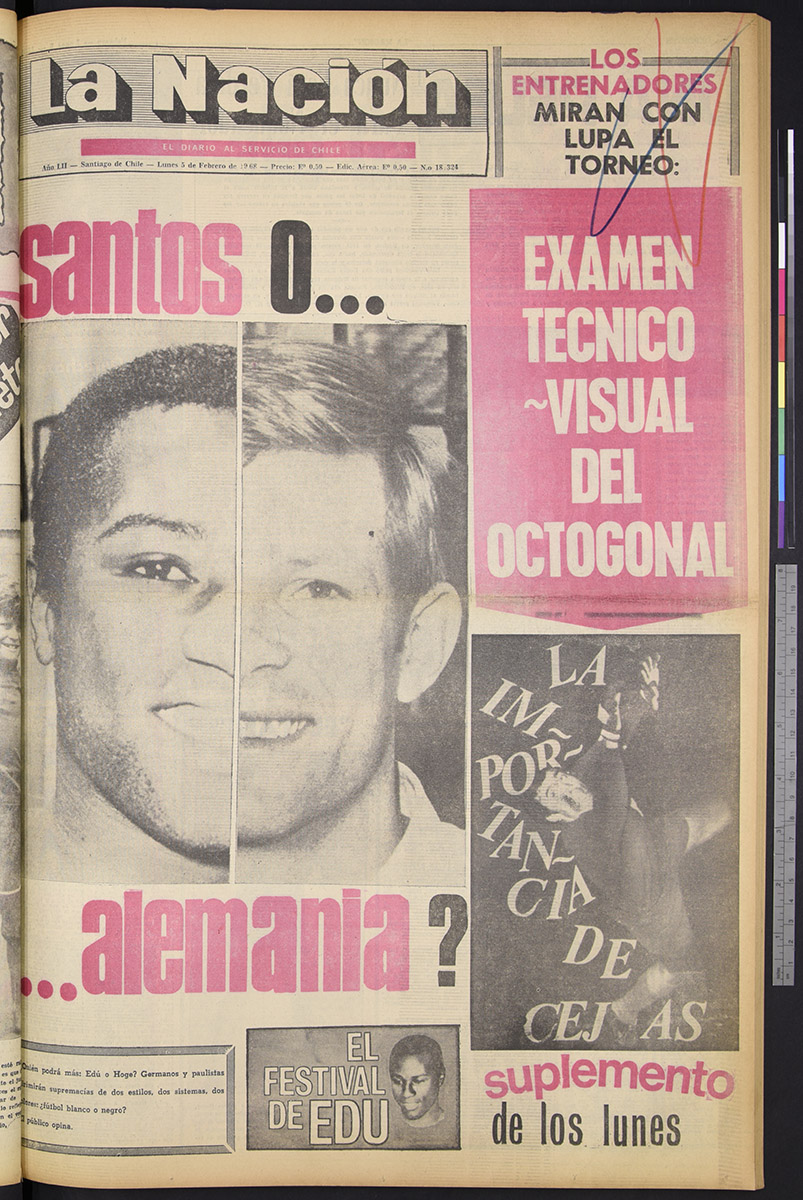 La Nación
EL DIARIO AL SERVICIO DE CHILE
Año LII — Santiago de Chile — Lunes 5 de Febrero de 1968 — Precio: Eº 0.50 — Edic. Aérea: Eº 0.50 — N.o 18.324
LOS
ENTRENADORES
MIRAN CON
LUPA EL
TORNEO:
santos o...
EXAMEN
TECNICO
~VISUAL
DEL
OCTOGONAL
LA
IM~
POR~
TAN~
CIA
DE
CEJAS
...alemania ?
podrá más: Edú o Hoge? Germanos y paulistas
supremacías de dos estilos, dos sistemas, dos
¿fútbol blanco o negro?
público opina.
EL
FESTIVAL
DE EDU
suplemento
de los lunes